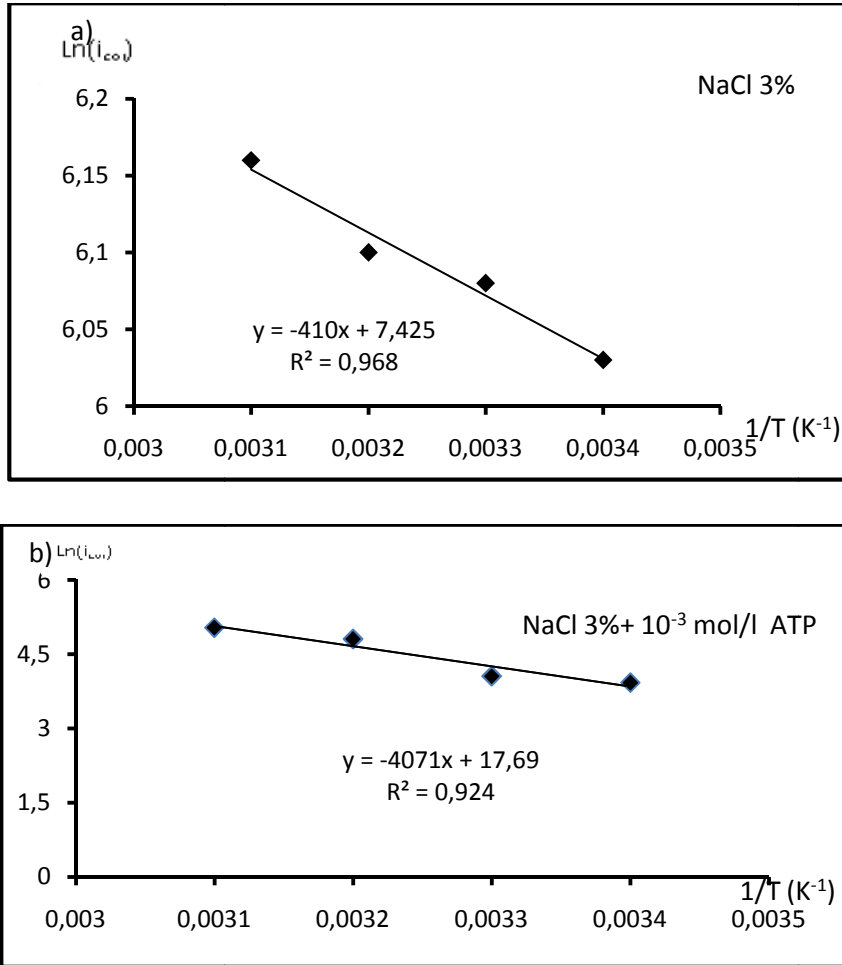 a)
Ln(i
NaCl 3%
6,2
6,15
6,1
6,05
6
y = -410x + 7,425
R² = 0,968
0,003 0,0031 0,0032 0,0033 0,0034 0,0035
1/T (K⁻¹)
b)
Ln(i
NaCl 3%+ 10⁻³ mol/l ATP
6
4,5
3
1,5
0
y = -4071x + 17,69
R² = 0,924
1/T (K⁻¹)
0,003 0,0031 0,0032 0,0033 0,0034 0,0035